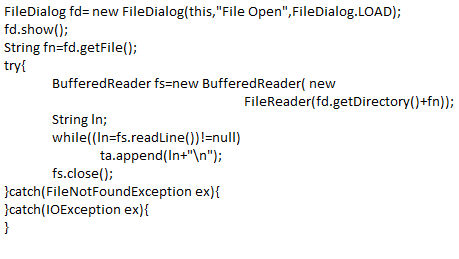 FileDialog fd= new FileDialog(this,"File Open",FileDialog.LOAD);
fd.show();
String fn=fd.getFile();
try{
BufferedReader fs=new BufferedReader( new
FileReader(fd.getDirectory()+fn));
String ln;
while((ln=fs.readLine())!=null)
ta.append(ln+"\n");
fs.close();
}catch(FileNotFoundException ex){
}catch(IOException ex){
}